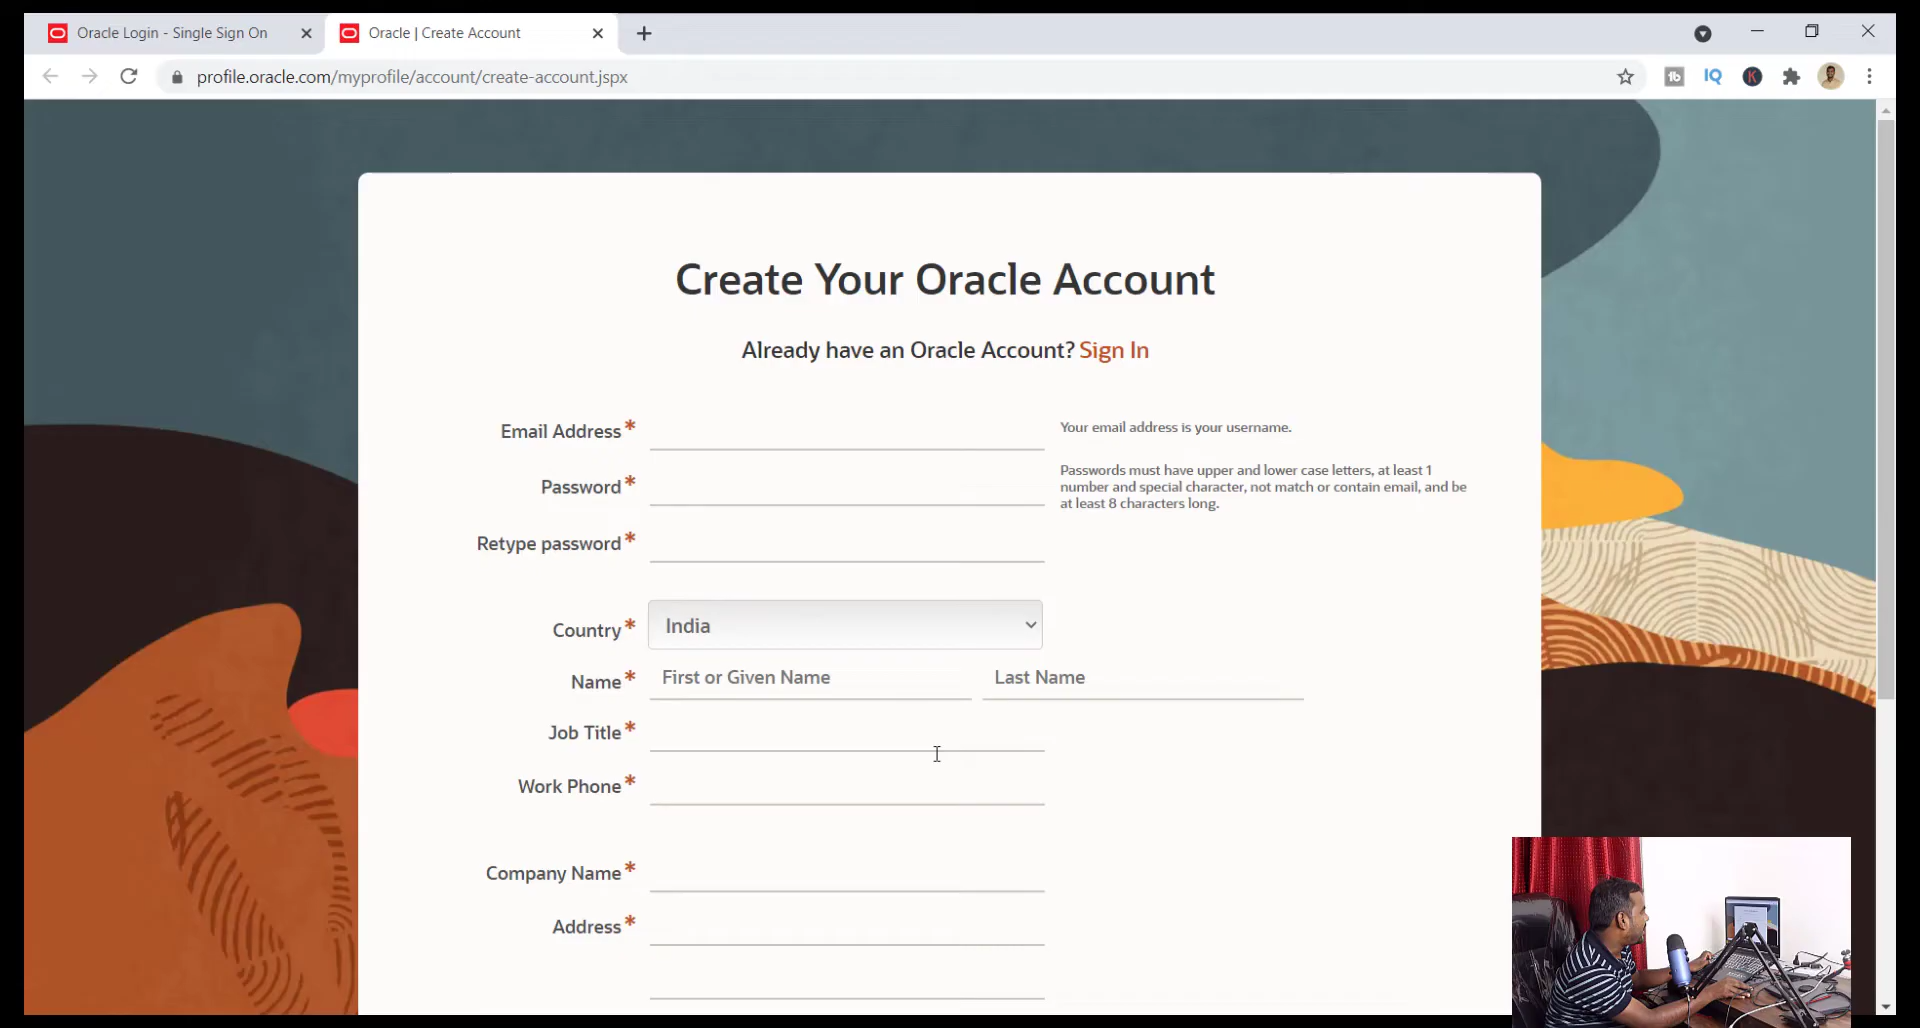 Oracle Login - Single Sign On
Oracle | Create Account
profile.oracle.com/myprofile/account/create-account.jspx
Create Your Oracle Account
Already have an Oracle Account? Sign In
Email Address*
Your email address is your username.
Password*
Passwords must have upper and lower case letters, at least 1
number and special character, not match or contain email, and be
at least 8 characters long.
Retype password*
Country*
India
Name*
First or Given Name
Last Name
Job Title*
Work Phone*
Company Name*
Address*